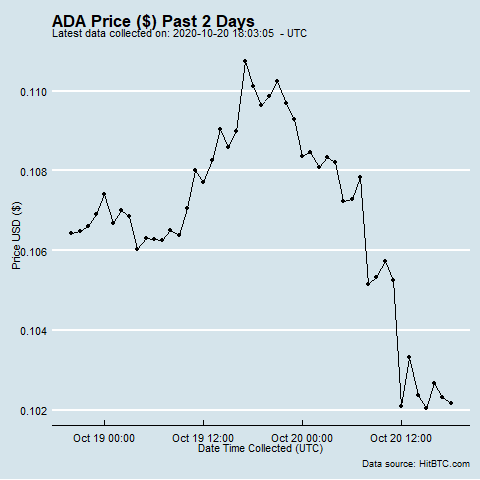 ADA Price ($) Past 2 Days
Latest data collected on: 2020-10-20 18:03:05 - UTC
Price USD ($)
0.110
0.108
0.106
0.104
0.102
Oct 19 00:00 Oct 19 12:00 Oct 20 00:00 Oct 20 12:00
Date Time Collected (UTC)
Data source: HitBTC.com